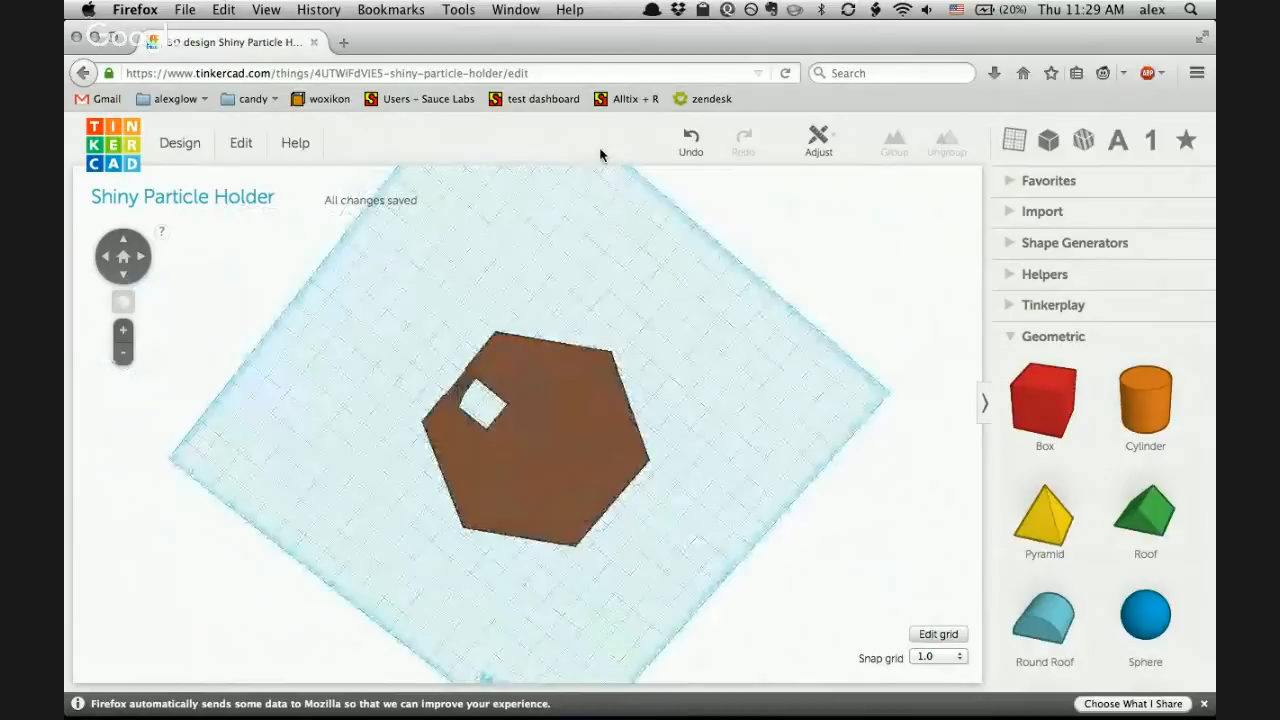 Firefox File Edit View History Bookmarks Tools Window Help (20%) Thu 11:29 AM alex
design Shiny Particle H...
https://www.tinkercad.com/things/4UTWiFdVIE5-shiny-particle-holder/edit Search
Gmail alexglow candy woxikon Users - Sauce Labs test dashboard Alltix + R zendesk
TIN
KER
CAD
Design Edit Help Undo Redo Adjust Group Ungroup
Shiny Particle Holder All changes saved
?
+
-
Favorites
Import
Shape Generators
Helpers
Tinkerplay
Geometric
Box Cylinder
Pyramid Roof
Round Roof Sphere
Edit grid
Snap grid 1.0
Firefox automatically sends some data to Mozilla so that we can improve your experience. Choose What I Share